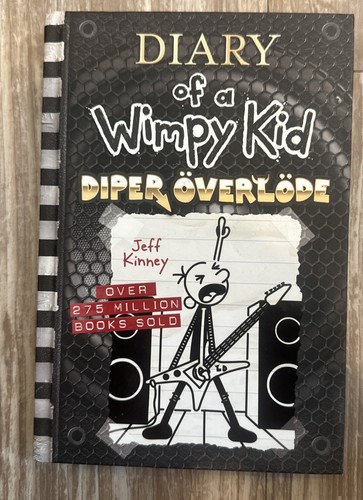 DIARY
of a
Wimpy Kid
DIPER ÖVERLÖDE
Jeff
Kinney
OVER
275 MILLION
BOOKS SOLD